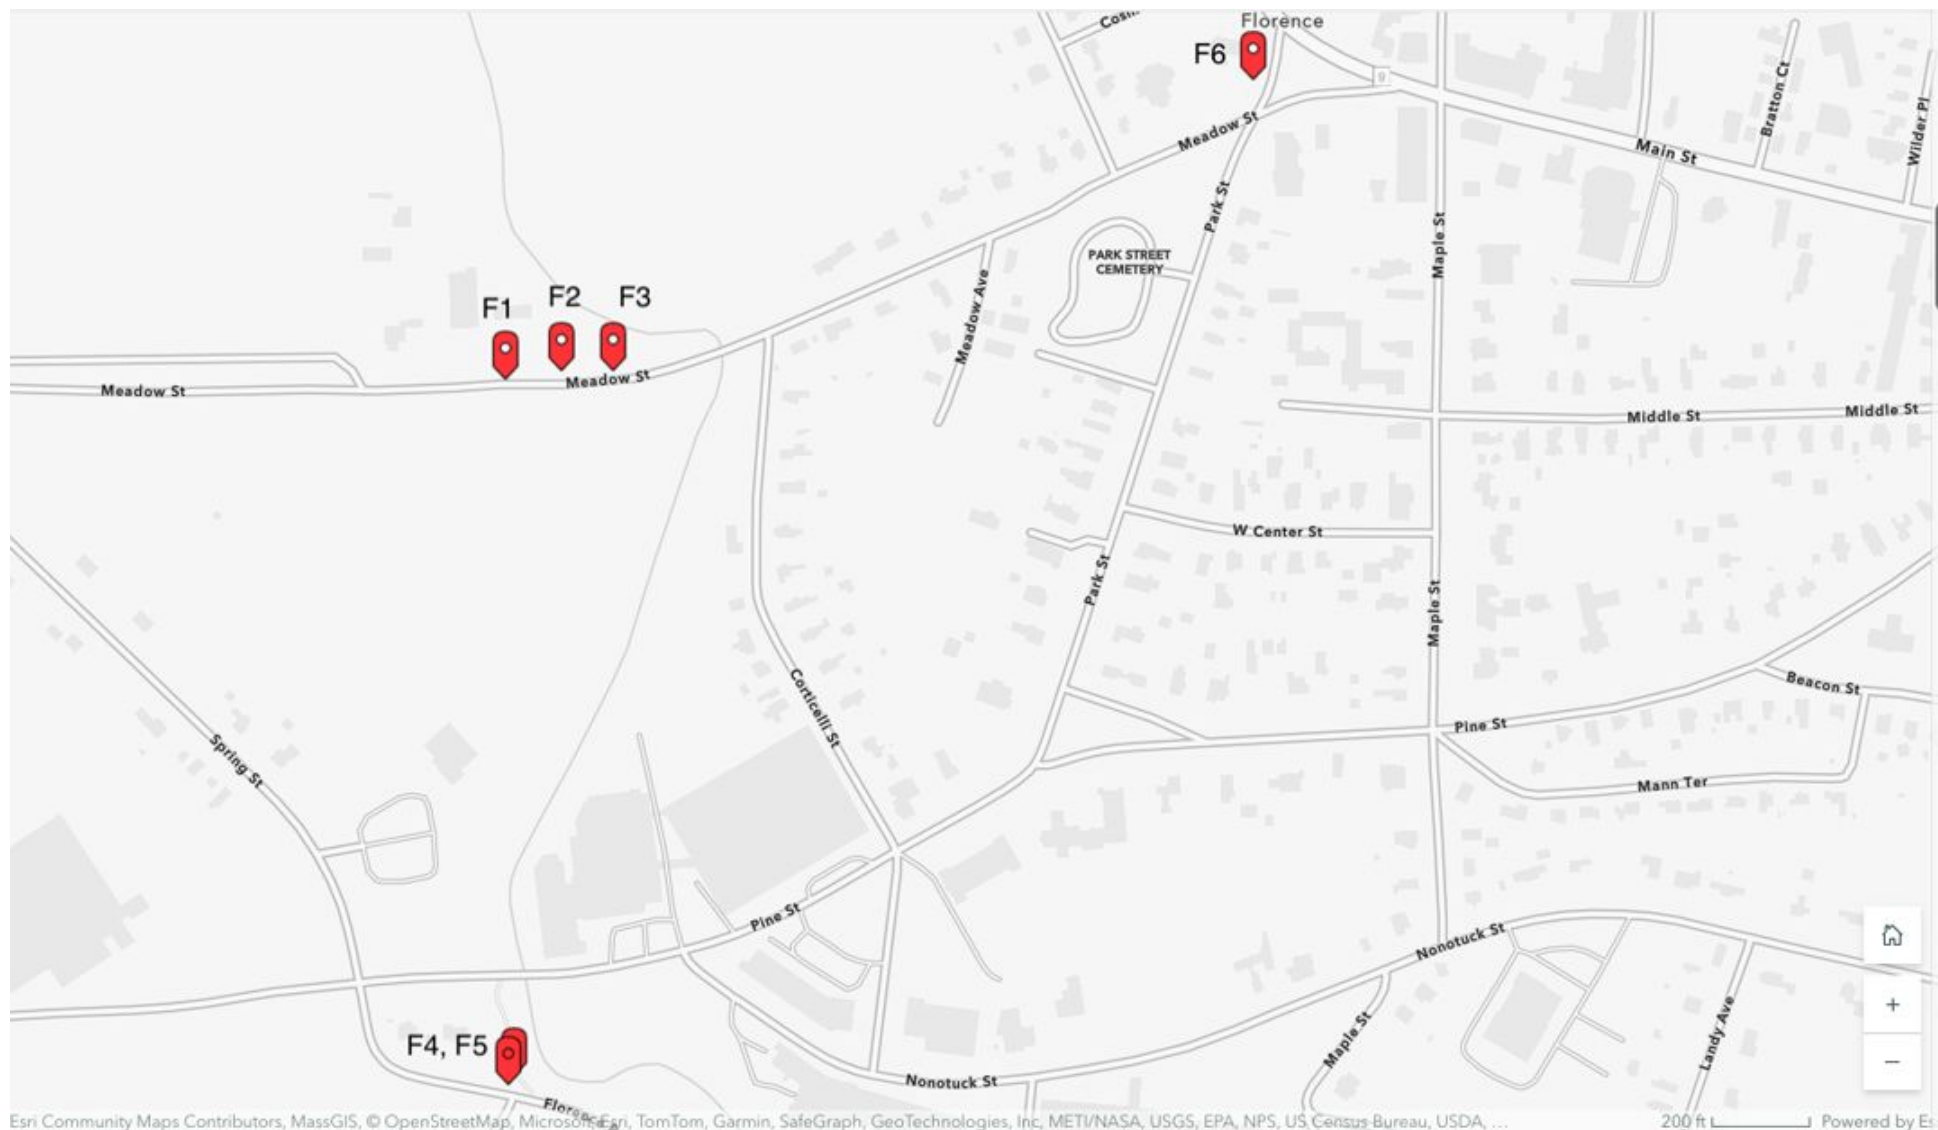 Florence
F6
9
Meadow St
Main St
Bratton Ct
Wilder Pl
Park St
Maple St
PARK STREET
CEMETERY
Meadow Ave
F1
F2
F3
Meadow St
Meadow St
Middle St
Middle St
W Center St
Park St
Maple St
Corticelli St
Spring St
Pine St
Beacon St
Mann Ter
Pine St
Nonotuck St
Maple St
Landy Ave
F4, F5
Nonotuck St
+
−
Esri Community Maps Contributors, MassGIS, © OpenStreetMap, Microsoft, Esri, TomTom, Garmin, SafeGraph, GeoTechnologies, Inc, METI/NASA, USGS, EPA, NPS, US Census Bureau, USDA, ...
200 ft
Powered by Es